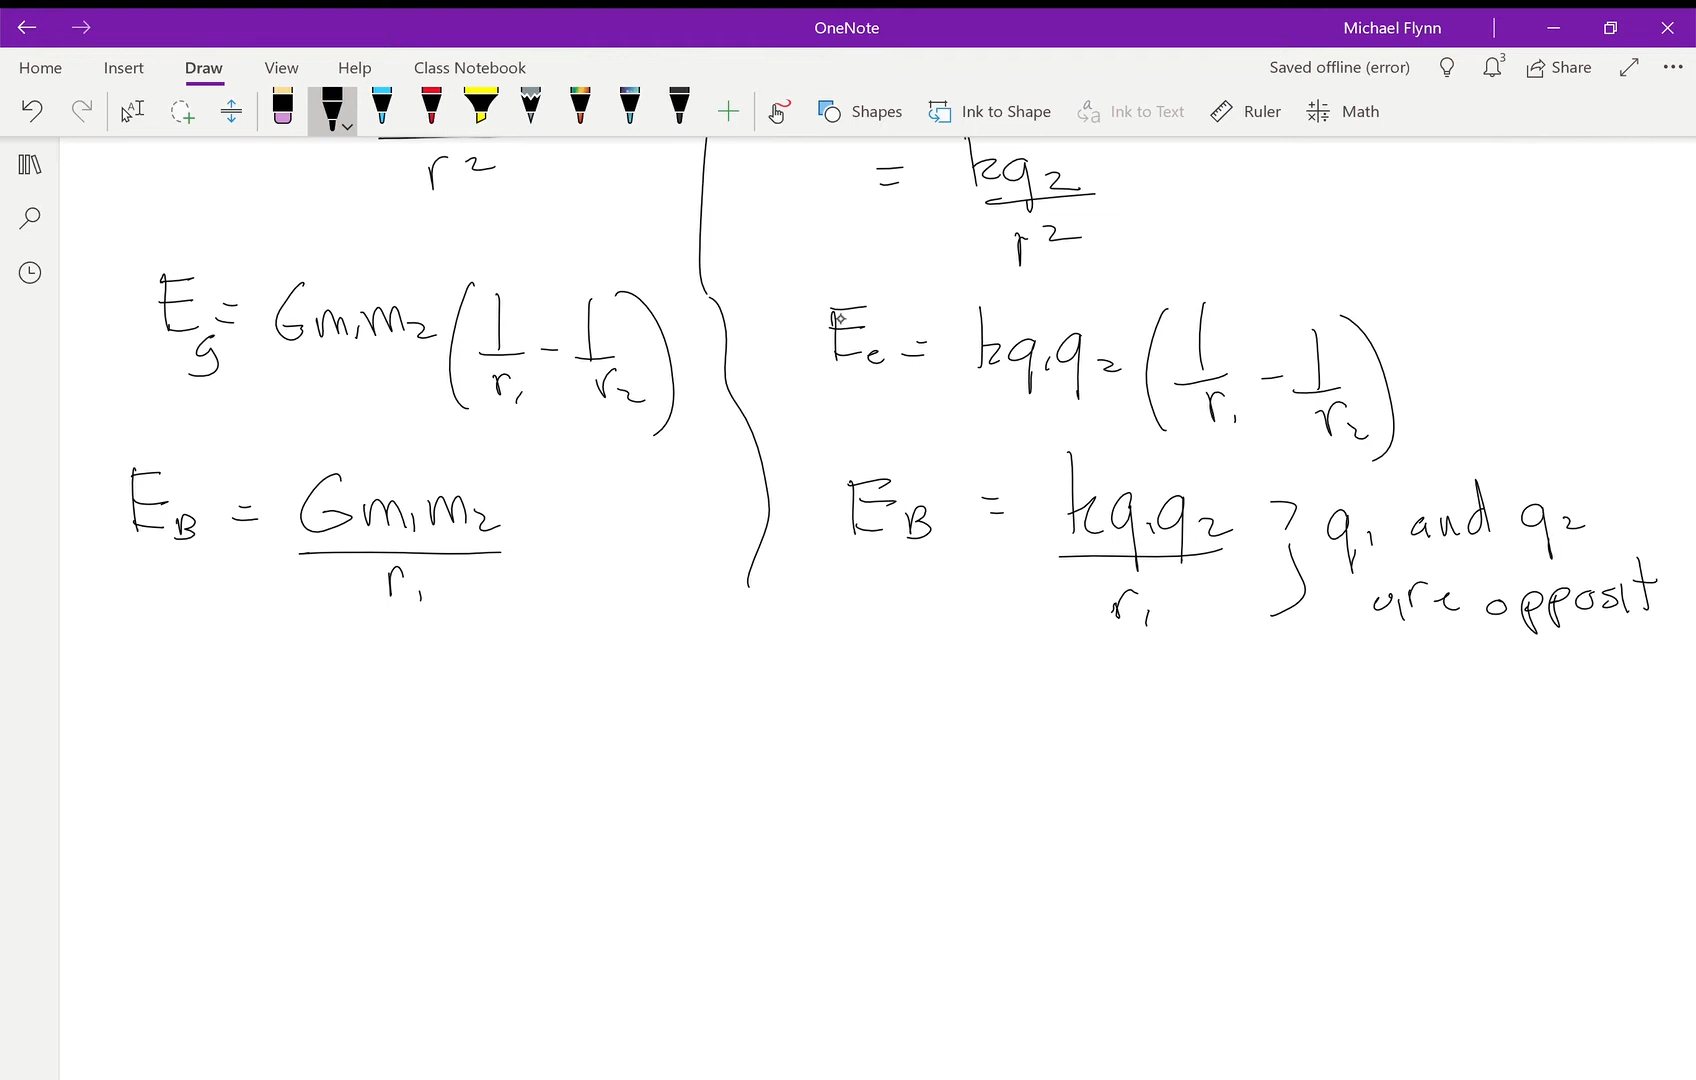 OneNote
Michael Flynn
Home Insert Draw View Help Class Notebook
Saved offline (error) 3 Share
Shapes Ink to Shape Ink to Text Ruler Math
r²
= kq₂/r²
E_g = Gm₁m₂(1/r₁ - 1/r₂)
E_e = kq₁q₂(1/r₁ - 1/r₂)
E_B = Gm₁m₂/r₁
E_B = kq₁q₂/r₁ } q₁ and q₂
are opposit